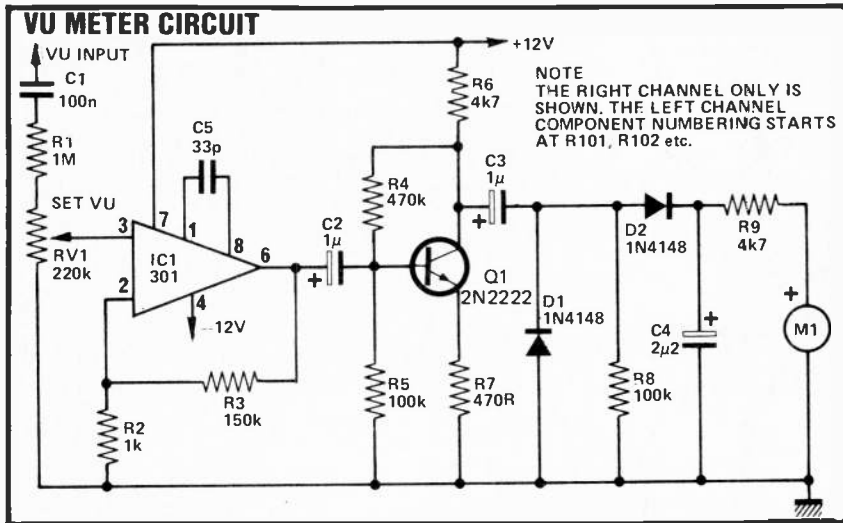 VU METER CIRCUIT
VU INPUT
+12V
C1
100n
R1
1M
SET VU
RV1
220k
C5
33p
3
7
1
8
6
2
4
IC1
301
−12V
R2
1k
R3
150k
C2
1µ
+
R4
470k
R5
100k
R6
4k7
Q1
2N2222
R7
470R
C3
1µ
+
D1
1N4148
D2
1N4148
R8
100k
C4
2µ2
+
R9
4k7
+
M1
NOTE
THE RIGHT CHANNEL ONLY IS
SHOWN. THE LEFT CHANNEL
COMPONENT NUMBERING STARTS
AT R101, R102 etc.